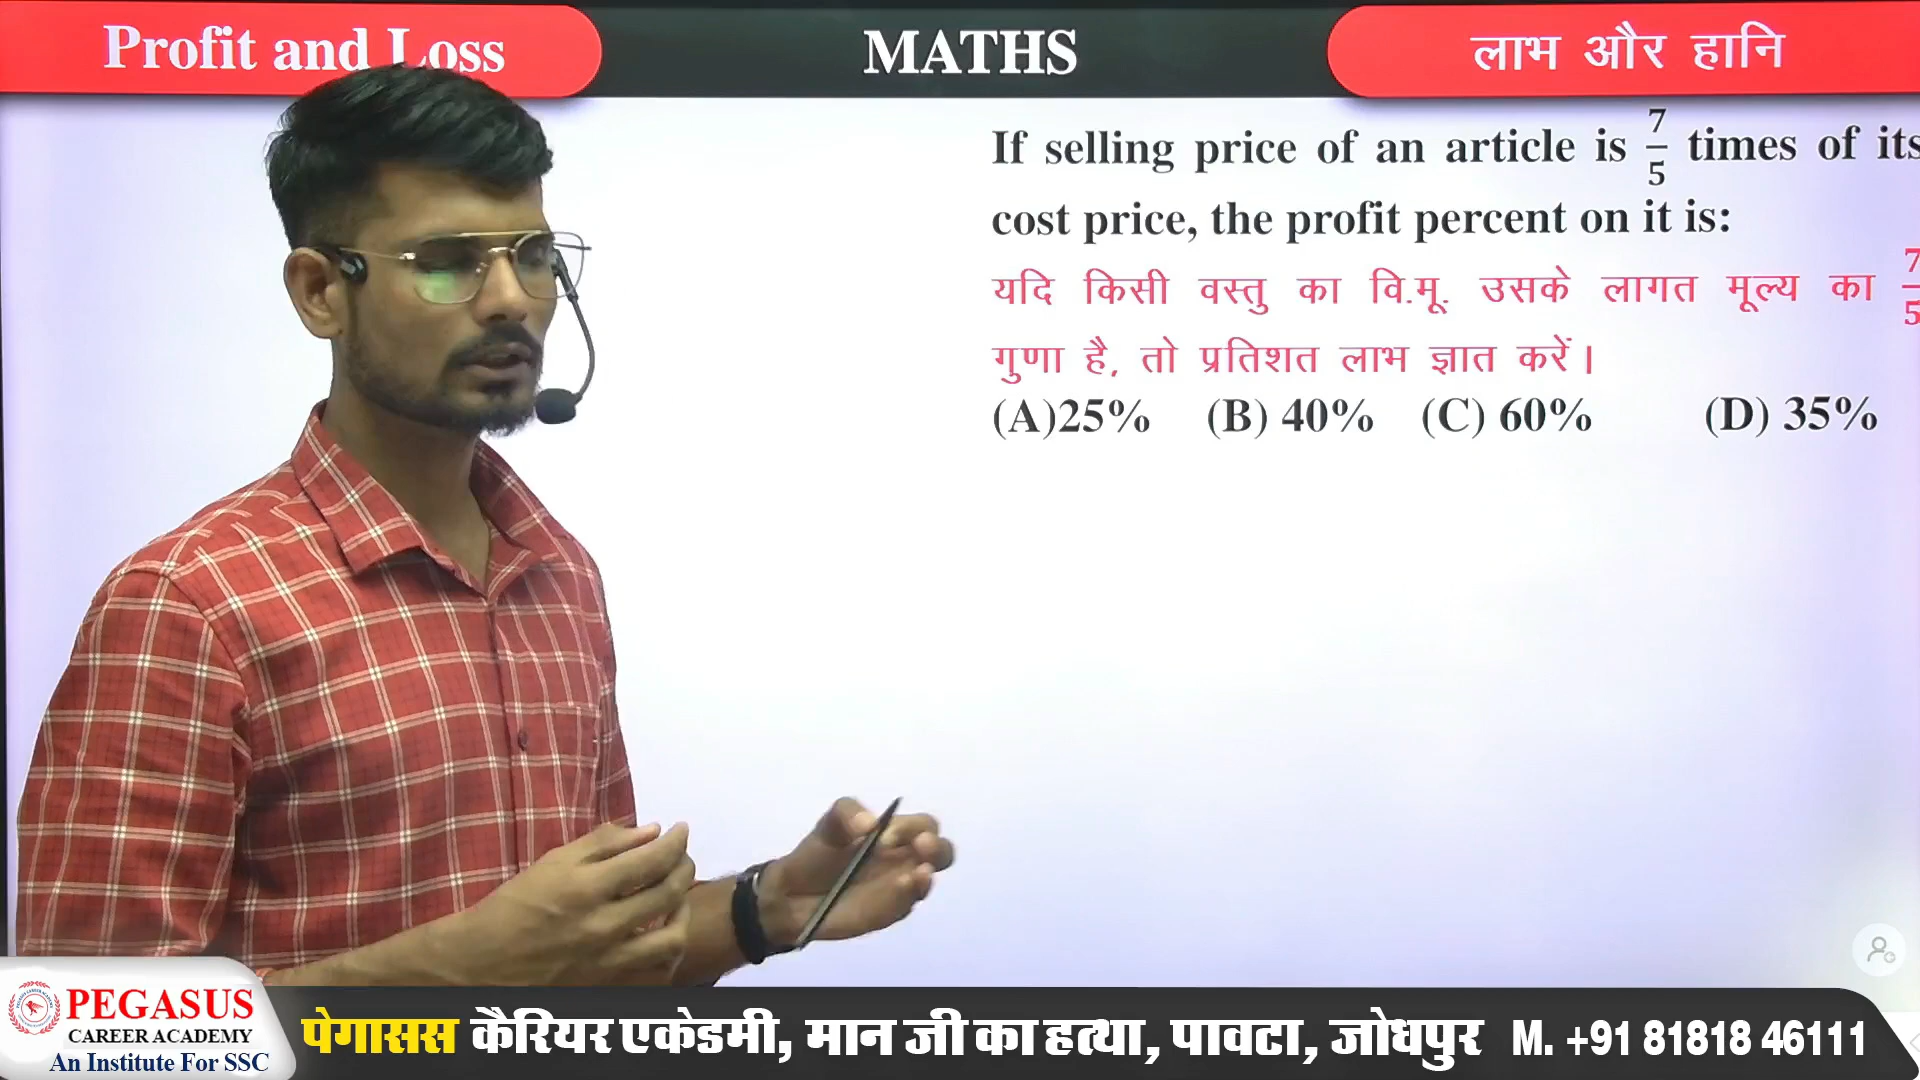 Profit and Loss
MATHS
लाभ और हानि
If selling price of an article is 7/5 times of its
cost price, the profit percent on it is:
यदि किसी वस्तु का वि.मू. उसके लागत मूल्य का 7/5
गुणा है, तो प्रतिशत लाभ ज्ञात करें।
(A)25% (B) 40% (C) 60% (D) 35%
PEGASUS
CAREER ACADEMY
An Institute For SSC
पेगासस कैरियर एकेडमी, मान जी का हत्था, पावटा, जोधपुर M. +91 81818 46111